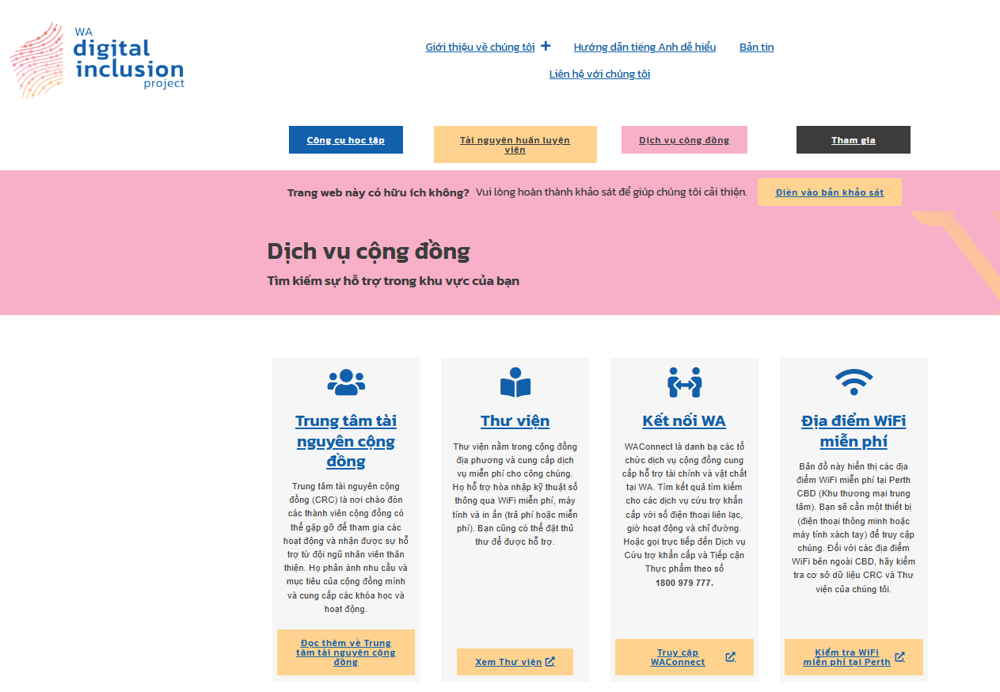 WA
digital
inclusion
project
Giới thiệu về chúng tôi +
Hướng dẫn tiếng Anh dễ hiểu
Bản tin
Liên hệ với chúng tôi
Công cụ học tập
Tài nguyên huấn luyện
viên
Dịch vụ cộng đồng
Tham gia
Trang web này có hữu ích không? Vui lòng hoàn thành khảo sát để giúp chúng tôi cải thiện.
Điền vào bản khảo sát
Dịch vụ cộng đồng
Tìm kiếm sự hỗ trợ trong khu vực của bạn
Trung tâm tài
nguyên cộng
đồng
Trung tâm tài nguyên cộng
đồng (CRC) là nơi chào đón
các thành viên cộng đồng có
thể gặp gỡ để tham gia các
hoạt động và nhận được sự hỗ
trợ từ đội ngũ nhân viên thân
thiện. Họ phản ánh nhu cầu và
mục tiêu của cộng đồng mình
và cung cấp các khóa học và
hoạt động.
Đọc thêm về Trung
tâm tài nguyên cộng
đồng
Thư viện
Thư viện nằm trong cộng đồng
địa phương và cung cấp dịch
vụ miễn phí cho công chúng.
Họ hỗ trợ hòa nhập kỹ thuật số
thông qua WiFi miễn phí, máy
tính và in ấn (trả phí hoặc miễn
phí). Bạn cũng có thể đặt thủ
thư để được hỗ trợ.
Xem Thư viện
Kết nối WA
WAConnect là danh bạ các tổ
chức dịch vụ cộng đồng cung
cấp hỗ trợ tài chính và vật chất
tại WA. Tìm kết quả tìm kiếm
cho các dịch vụ cứu trợ khẩn
cấp với số điện thoại liên lạc,
giờ hoạt động và chỉ đường.
Hoặc gọi trực tiếp đến Dịch vụ
Cứu trợ khẩn cấp và Tiếp cận
Thực phẩm theo số
1800 979 777.
Truy cập
WAConnect
Địa điểm WiFi
miễn phí
Bản đồ này hiển thị các địa
điểm WiFi miễn phí tại Perth
CBD (Khu thương mại trung
tâm). Bạn sẽ cần một thiết bị
(điện thoại thông minh hoặc
máy tính xách tay) để truy cập
chúng. Đối với các địa điểm
WiFi bên ngoài CBD, hãy kiểm
tra cơ sở dữ liệu CRC và Thư
viện của chúng tôi.
Kiểm tra WiFi
miễn phí tại Perth